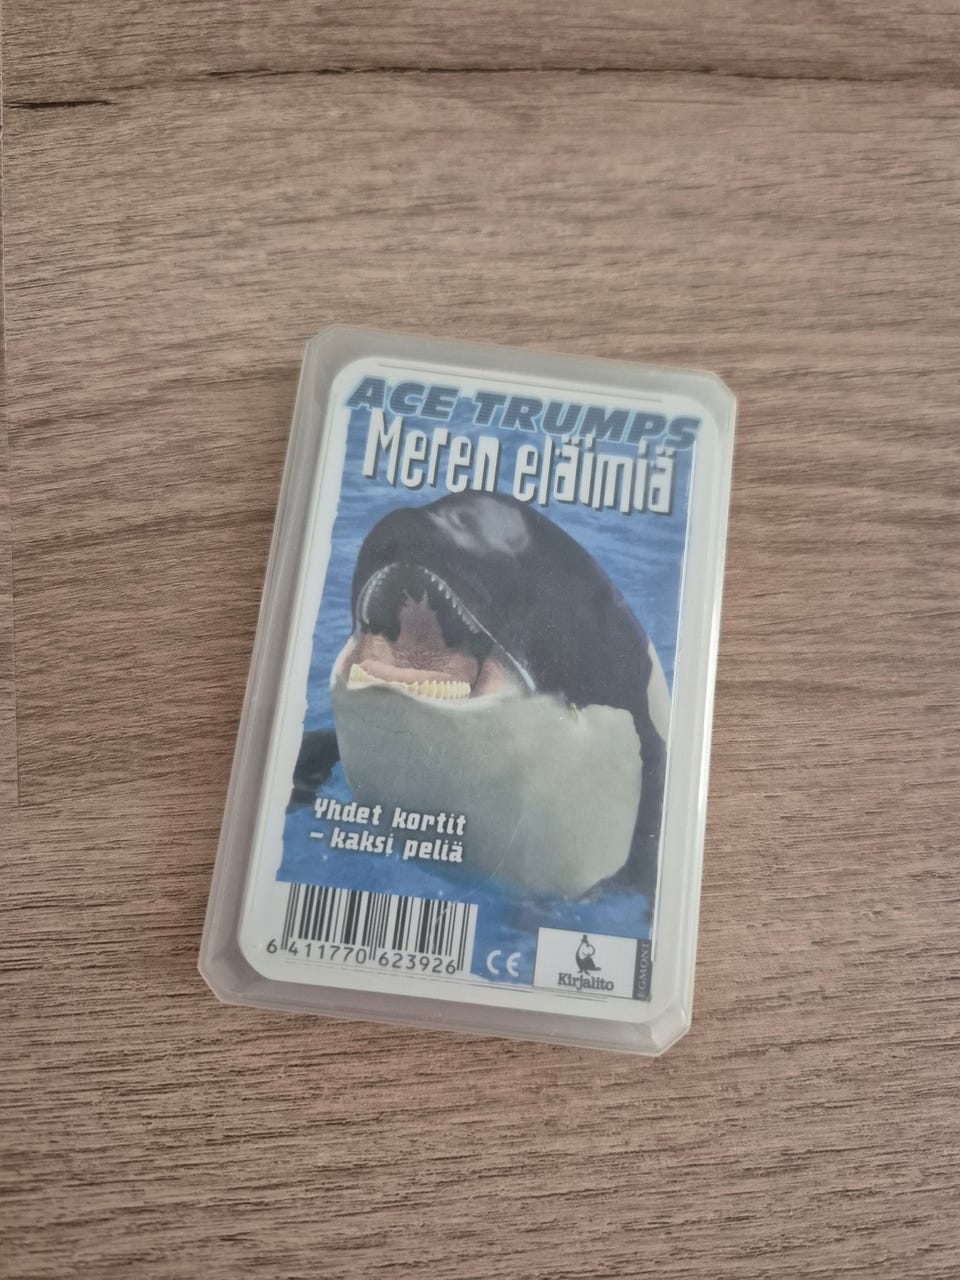 ACE TRUMPS
Meren eläimiä
Yhdet kortit
– kaksi peliä
6 411770 623926
CE
Kirjalito
EGMONT